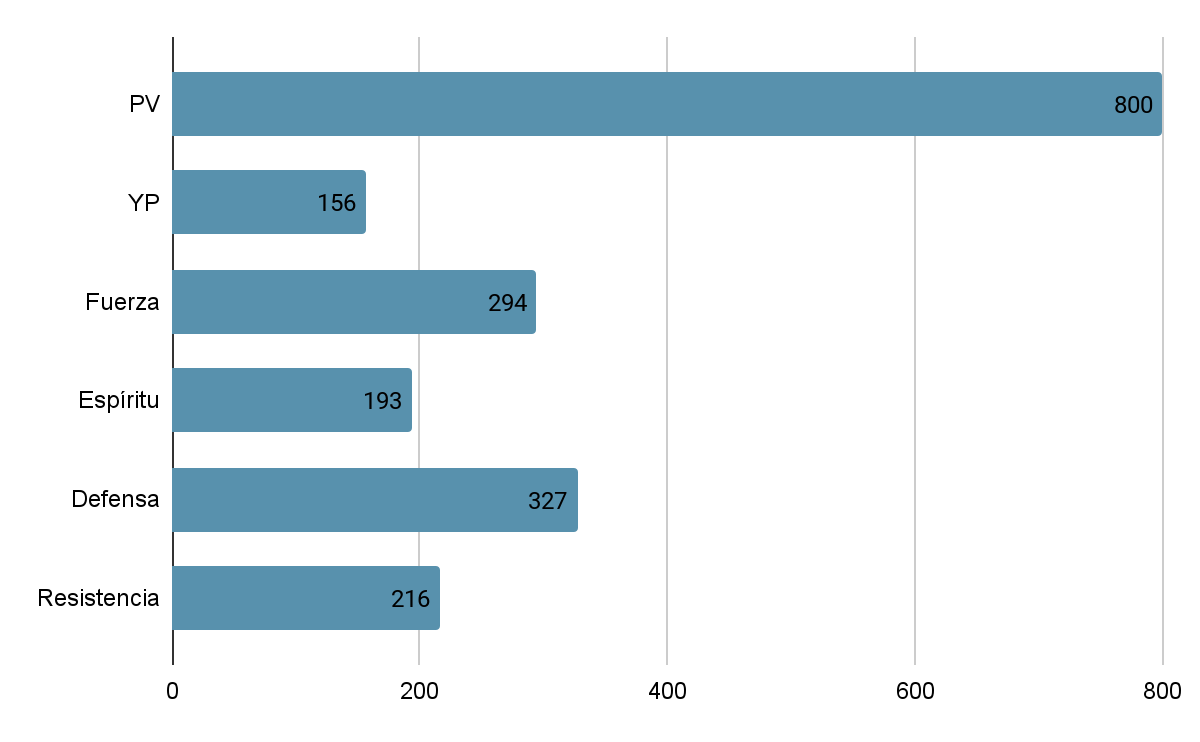 PV
800
YP
156
Fuerza
294
Espíritu
193
Defensa
327
Resistencia
216
0 200 400 600 800